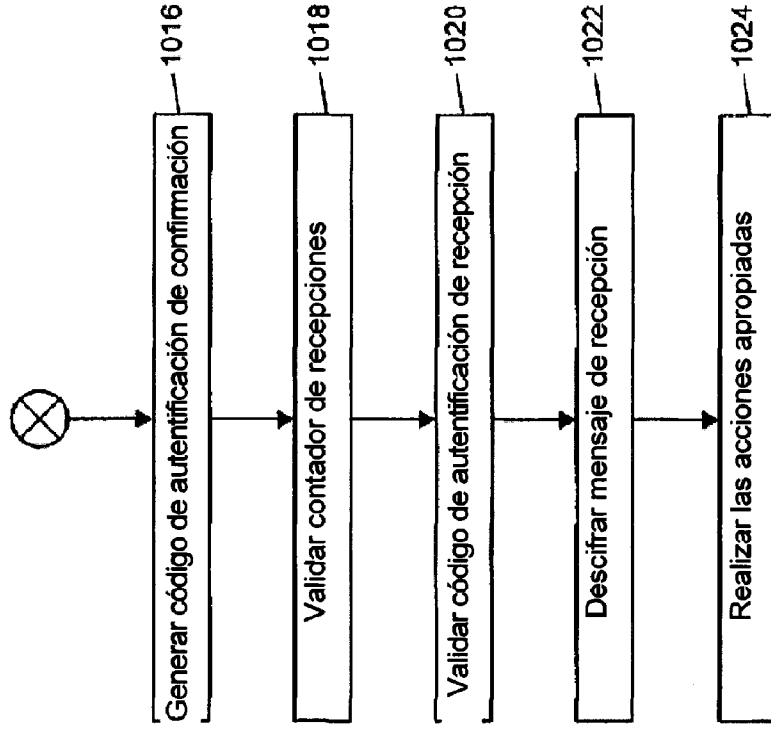 Generar código de autentificación de confirmación
1016
Validar contador de recepciones
1018
Validar código de autentificación de recepción
1020
Descifrar mensaje de recepción
1022
Realizar las acciones apropiadas
1024